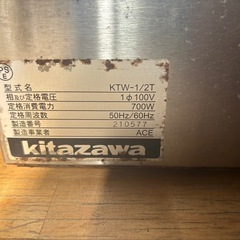 PS
E
型式名 KTW-1/2T
相及び定格電圧 1φ100V
定格消費電力 700W
定格周波数 50Hz/60Hz
製造番号 210577
製造事業者 ACE
kitazawa